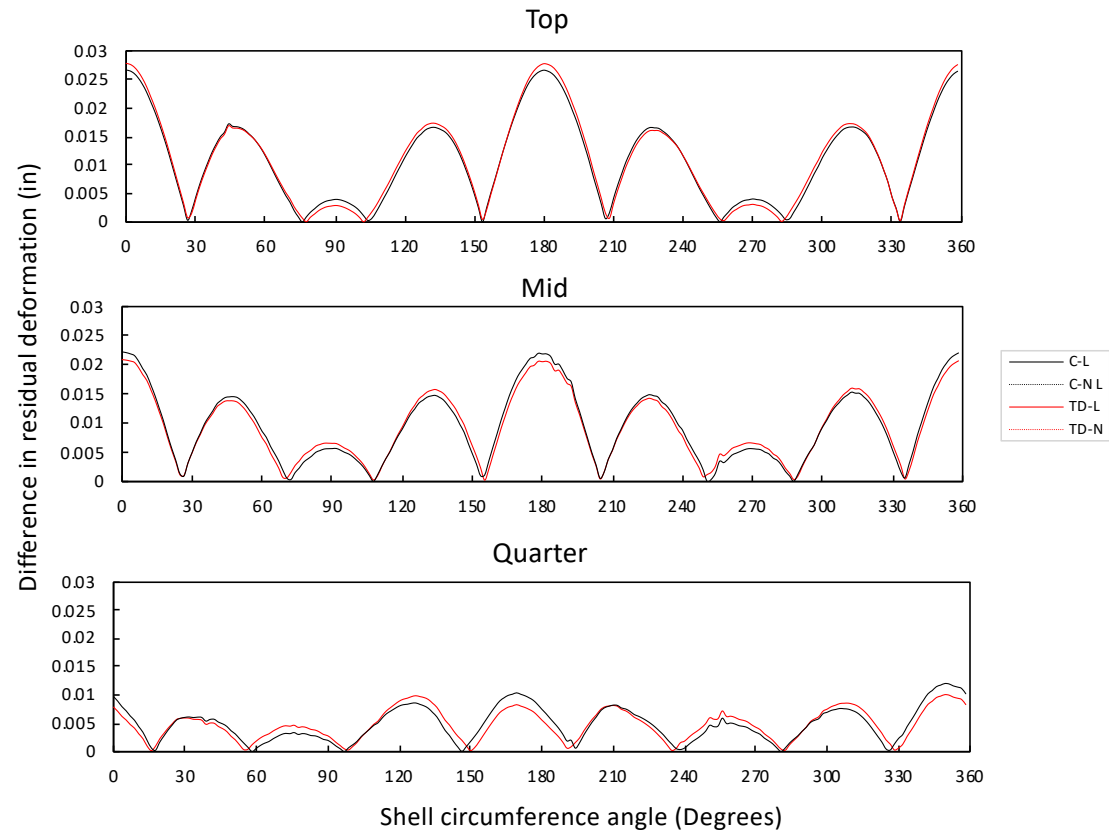 Top
Difference in residual deformation (in)
0.03
0.025
0.02
0.015
0.01
0.005
0
0 30 60 90 120 150 180 210 240 270 300 330 360
Mid
0.03
0.025
0.02
0.015
0.01
0.005
0
0 30 60 90 120 150 180 210 240 270 300 330 360
C-L
C-N L
TD-L
TD-N
Quarter
0.03
0.025
0.02
0.015
0.01
0.005
0
0 30 60 90 120 150 180 210 240 270 300 330 360
Shell circumference angle (Degrees)